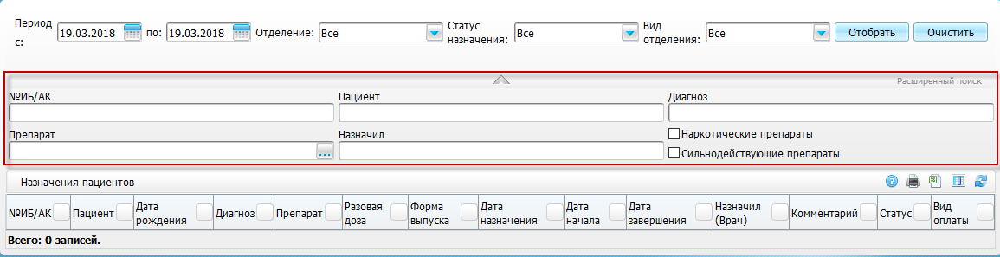 Период с: 19.03.2018 по: 19.03.2018 Отделение: Все Статус назначения: Все Вид отделения: Все Отобрать Очистить
Расширенный поиск
№ИБ/АК Пациент Диагноз
Препарат Назначил Наркотические препараты
... Сильнодействующие препараты
Назначения пациентов
№ИБ/АК Пациент Дата рождения Диагноз Препарат Разовая доза Форма выпуска Дата назначения Дата начала Дата завершения Назначил (Врач) Комментарий Статус Вид оплаты
Всего: 0 записей.